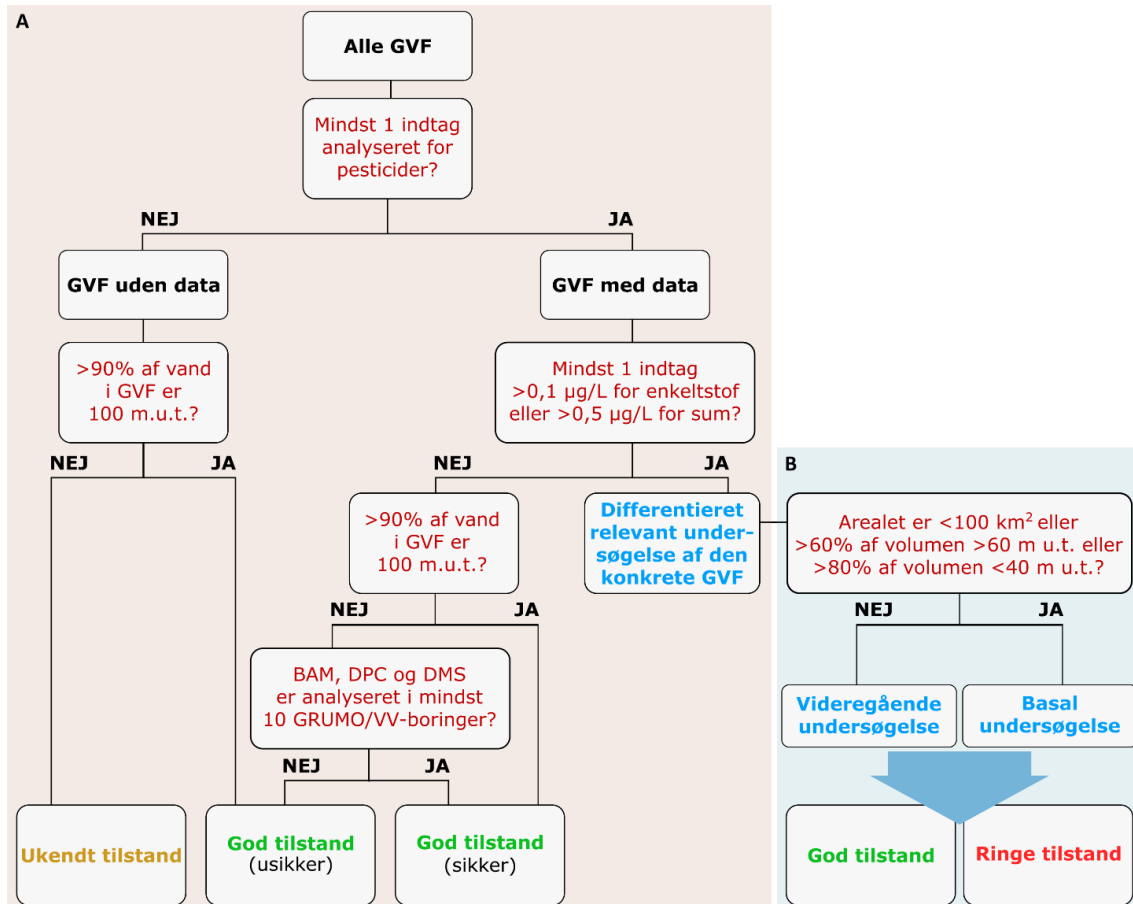 A
Alle GVF
Mindst 1 indtag
analyseret for
pesticider?
NEJ
JA
GVF uden data
GVF med data
>90% af vand
i GVF er
100 m.u.t.?
Mindst 1 indtag
>0,1 µg/L for enkeltstof
eller >0,5 µg/L for sum?
NEJ
JA
NEJ
JA
>90% af vand
i GVF er
100 m.u.t.?
Differentieret
relevant under-
søgelse af den
konkrete GVF
NEJ
JA
BAM, DPC og DMS
er analyseret i mindst
10 GRUMO/VV-boringer?
NEJ
JA
Ukendt tilstand
God tilstand
(usikker)
God tilstand
(sikker)
B
Arealet er <100 km² eller
>60% af volumen >60 m u.t. eller
>80% af volumen <40 m u.t.?
NEJ
JA
Videregående
undersøgelse
Basal
undersøgelse
God tilstand
Ringe tilstand